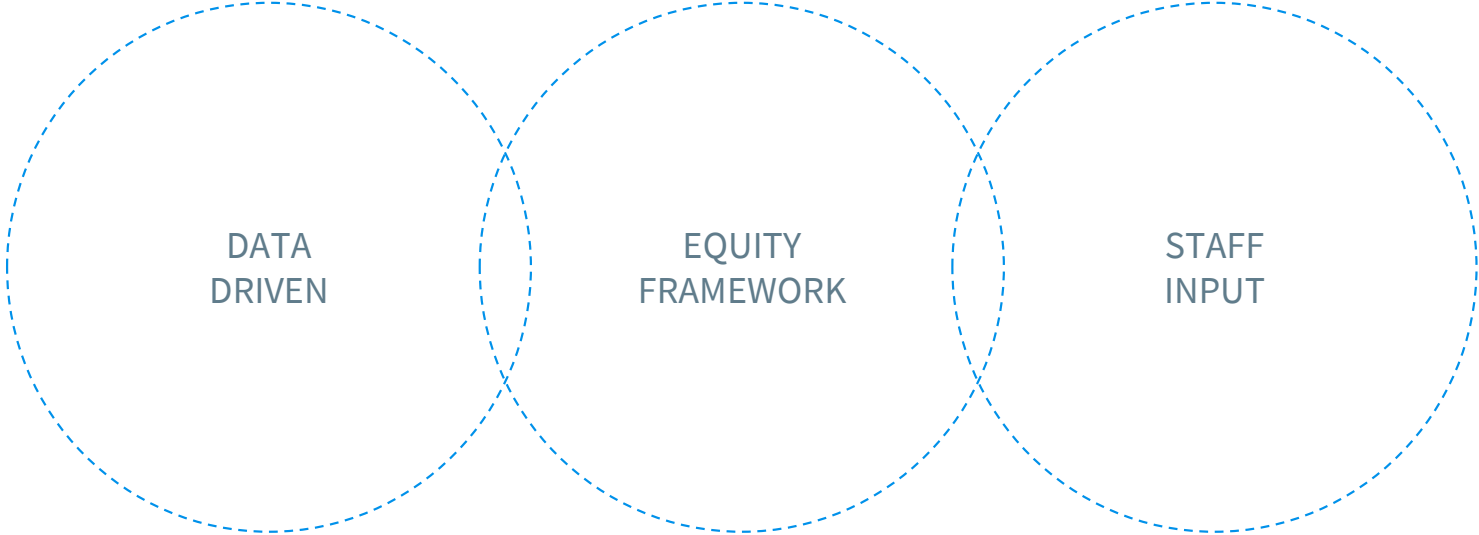 DATA
DRIVEN
EQUITY
FRAMEWORK
STAFF
INPUT